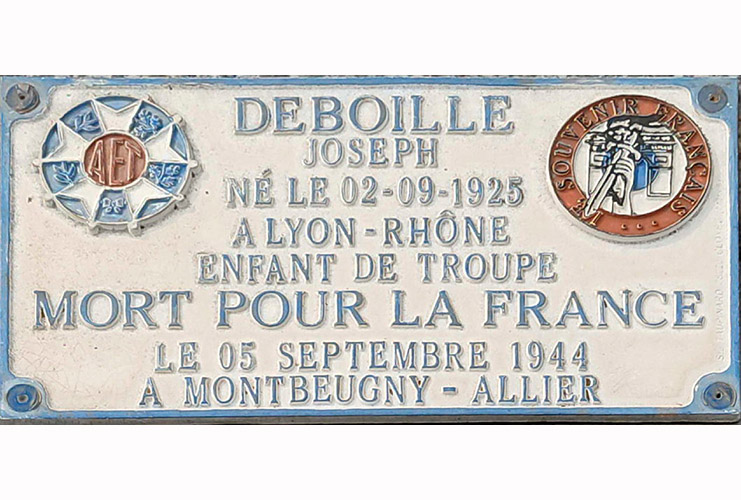 DEBOILLE
JOSEPH
NÉ LE 02-09-1925
A LYON - RHÔNE
ENFANT DE TROUPE
MORT POUR LA FRANCE
LE 05 SEPTEMBRE 1944
A MONTBEUGNY - ALLIER
AET
LE SOUVENIR FRANÇAIS